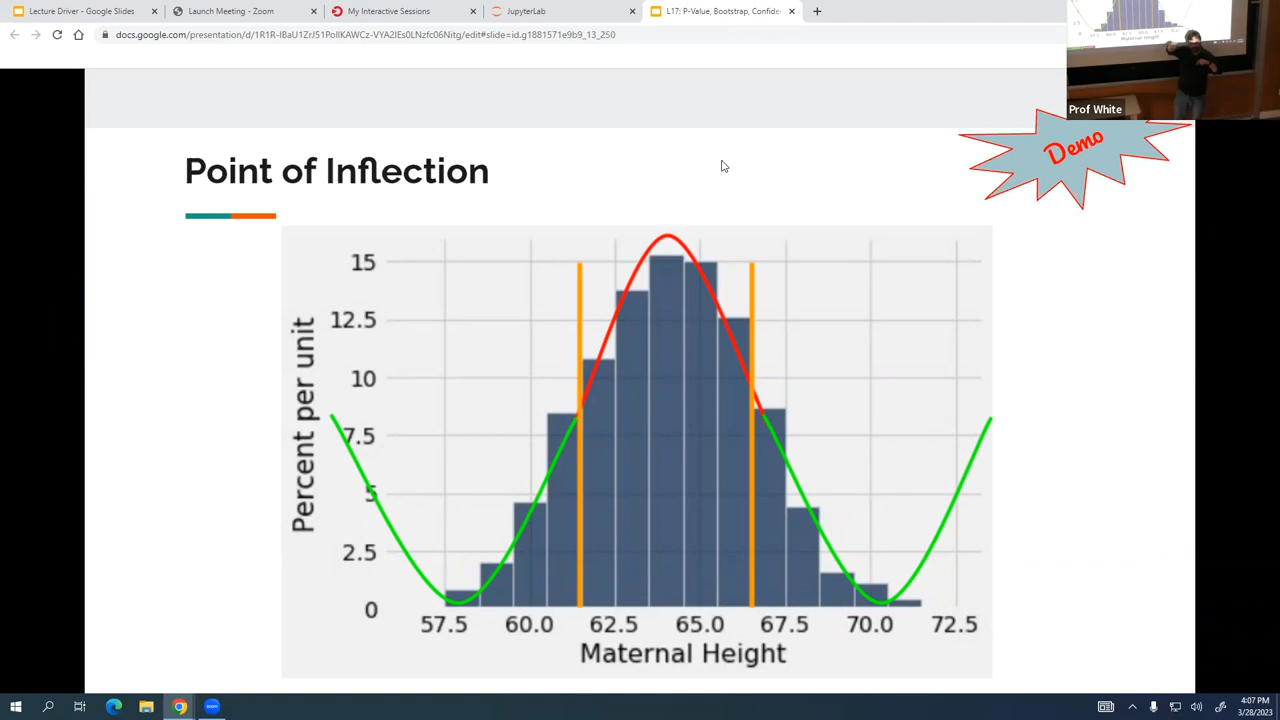 Lecture Driver - Google Slides
Launch Meeting - Zoom
My Interactive Sessions
JupyterLab
L17: P-Value, Bootstrap, Confide
Prof White
Demo
Point of Inflection
Percent per unit
15
12.5
10
7.5
5
2.5
0
57.5 60.0 62.5 65.0 67.5 70.0 72.5
Maternal Height
4:07 PM
3/28/2023